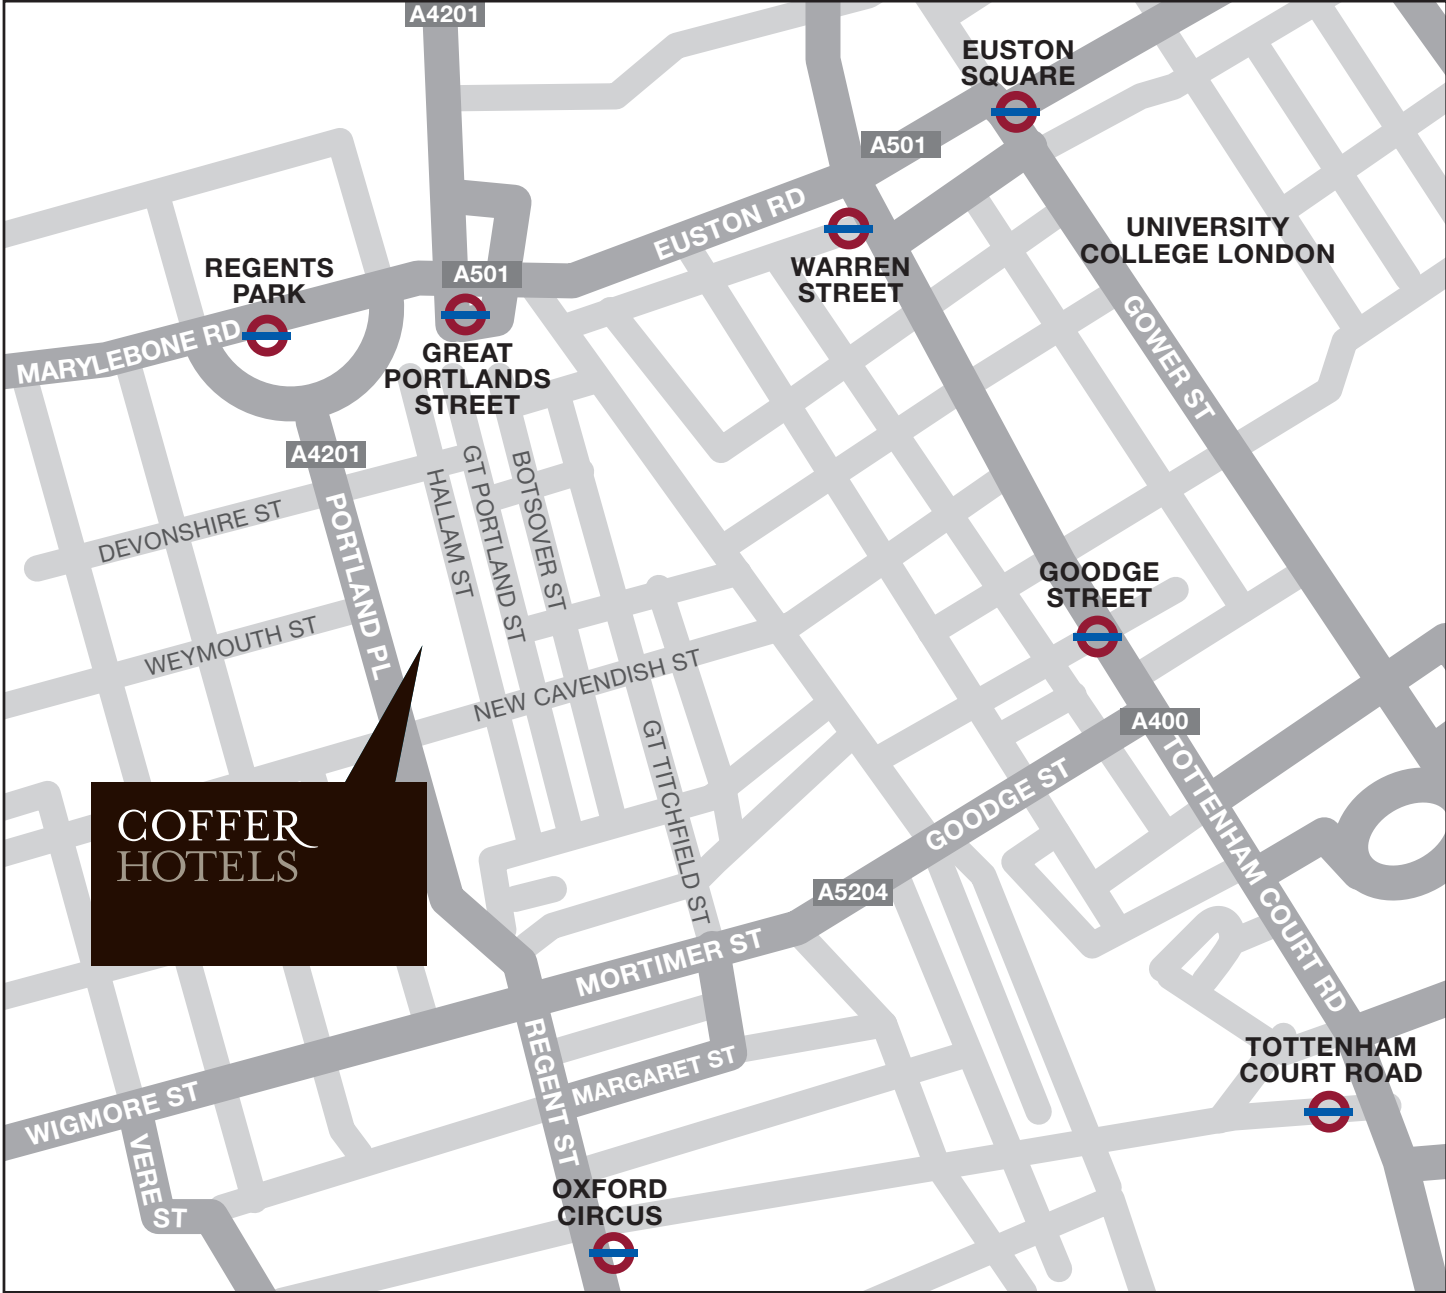 A4201
EUSTON
SQUARE
A501
EUSTON RD
UNIVERSITY
COLLEGE LONDON
REGENTS
PARK
A501
WARREN
STREET
MARYLEBONE RD
GREAT
PORTLANDS
STREET
GOWER ST
A4201
DEVONSHIRE ST
PORTLAND PL
HALLAM ST
GT PORTLAND ST
BOTSOVER ST
GOODGE
STREET
WEYMOUTH ST
NEW CAVENDISH ST
A400
GT TITCHFIELD ST
GOODGE ST
TOTTENHAM COURT RD
COFFER
HOTELS
A5204
MORTIMER ST
REGENT ST
MARGARET ST
TOTTENHAM
COURT ROAD
WIGMORE ST
VERE
ST
OXFORD
CIRCUS